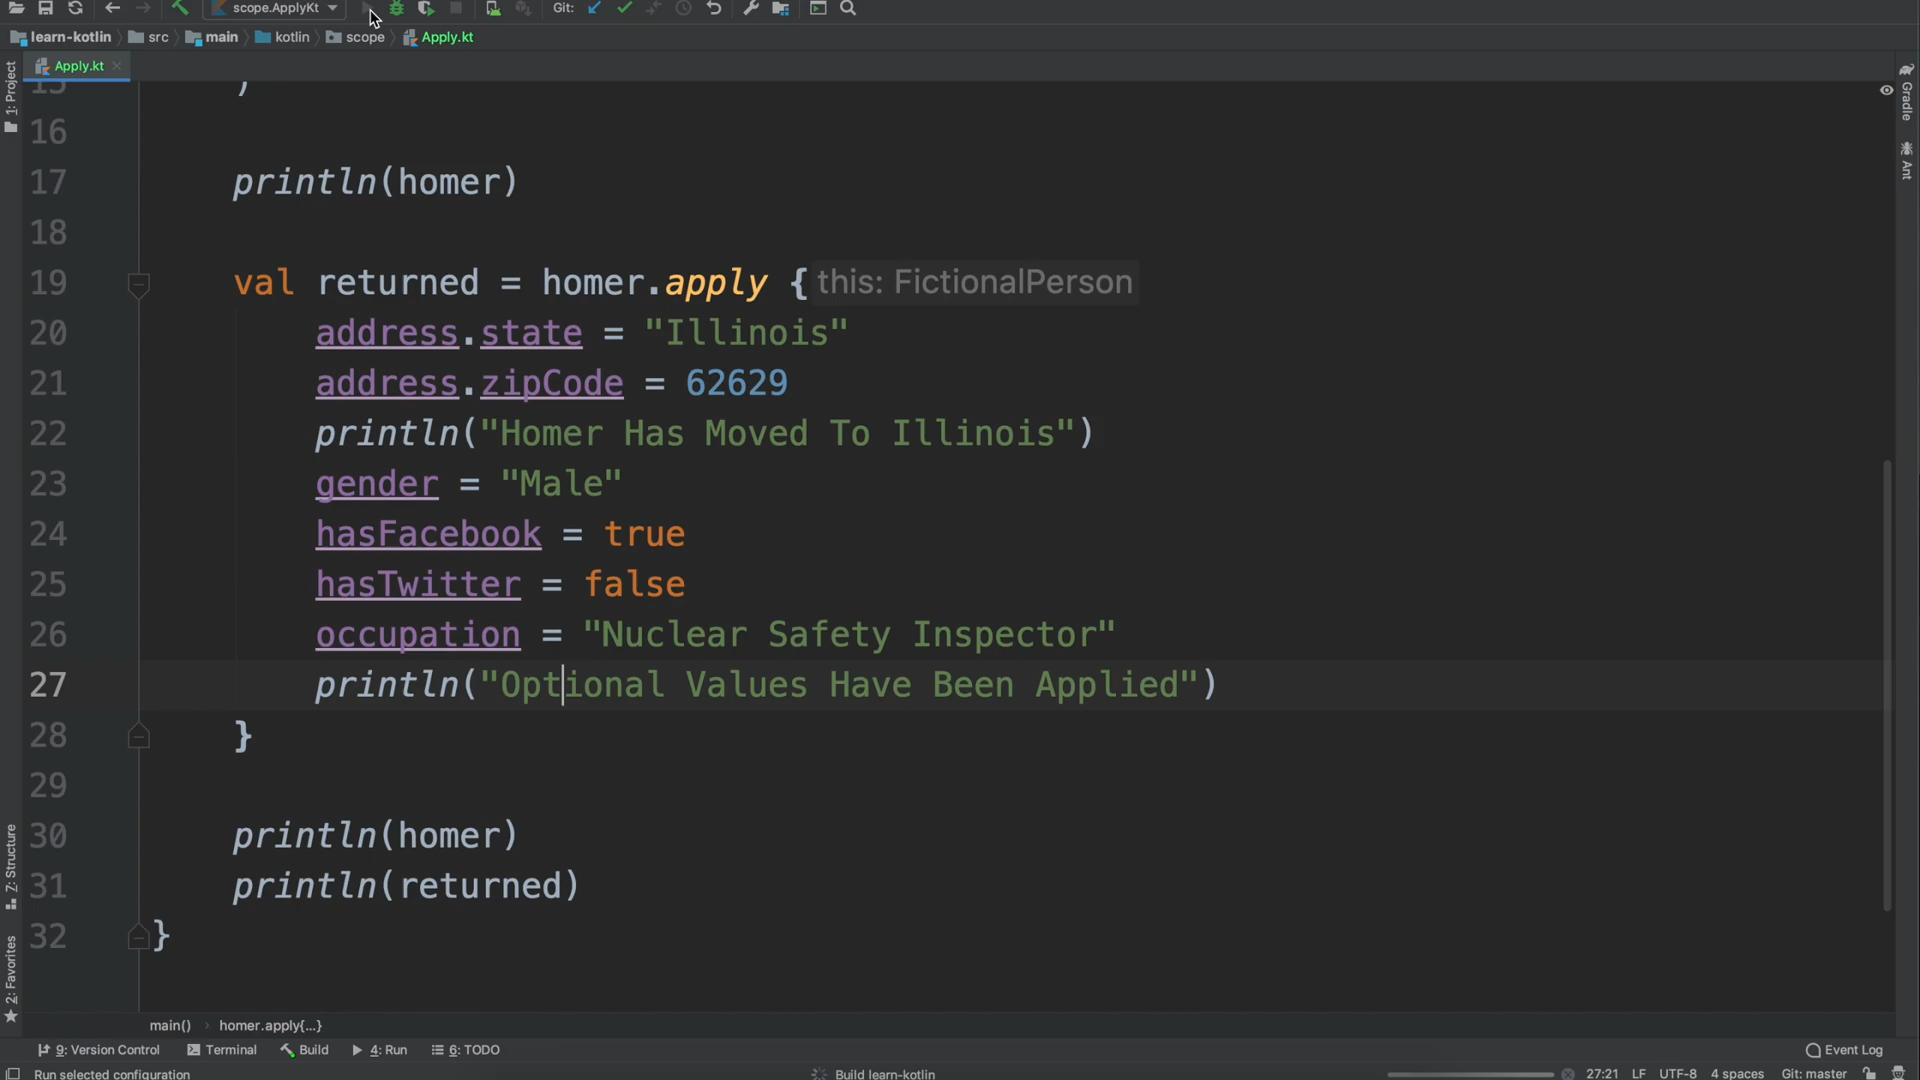 scope.ApplyKt
Git:
learn-kotlin
src
main
kotlin
scope
Apply.kt
Apply.kt
1: Project
Gradle
Ant
15 )
16
17 println(homer)
18
19 val returned = homer.apply { this: FictionalPerson
20 address.state = "Illinois"
21 address.zipCode = 62629
22 println("Homer Has Moved To Illinois")
23 gender = "Male"
24 hasFacebook = true
25 hasTwitter = false
26 occupation = "Nuclear Safety Inspector"
27 println("Optional Values Have Been Applied")
28 }
29
30 println(homer)
31 println(returned)
32 }
7: Structure
2: Favorites
main()
homer.apply{...}
9: Version Control
Terminal
Build
4: Run
6: TODO
Event Log
Run selected configuration
Build learn-kotlin
27:21
LF
UTF-8
4 spaces
Git: master